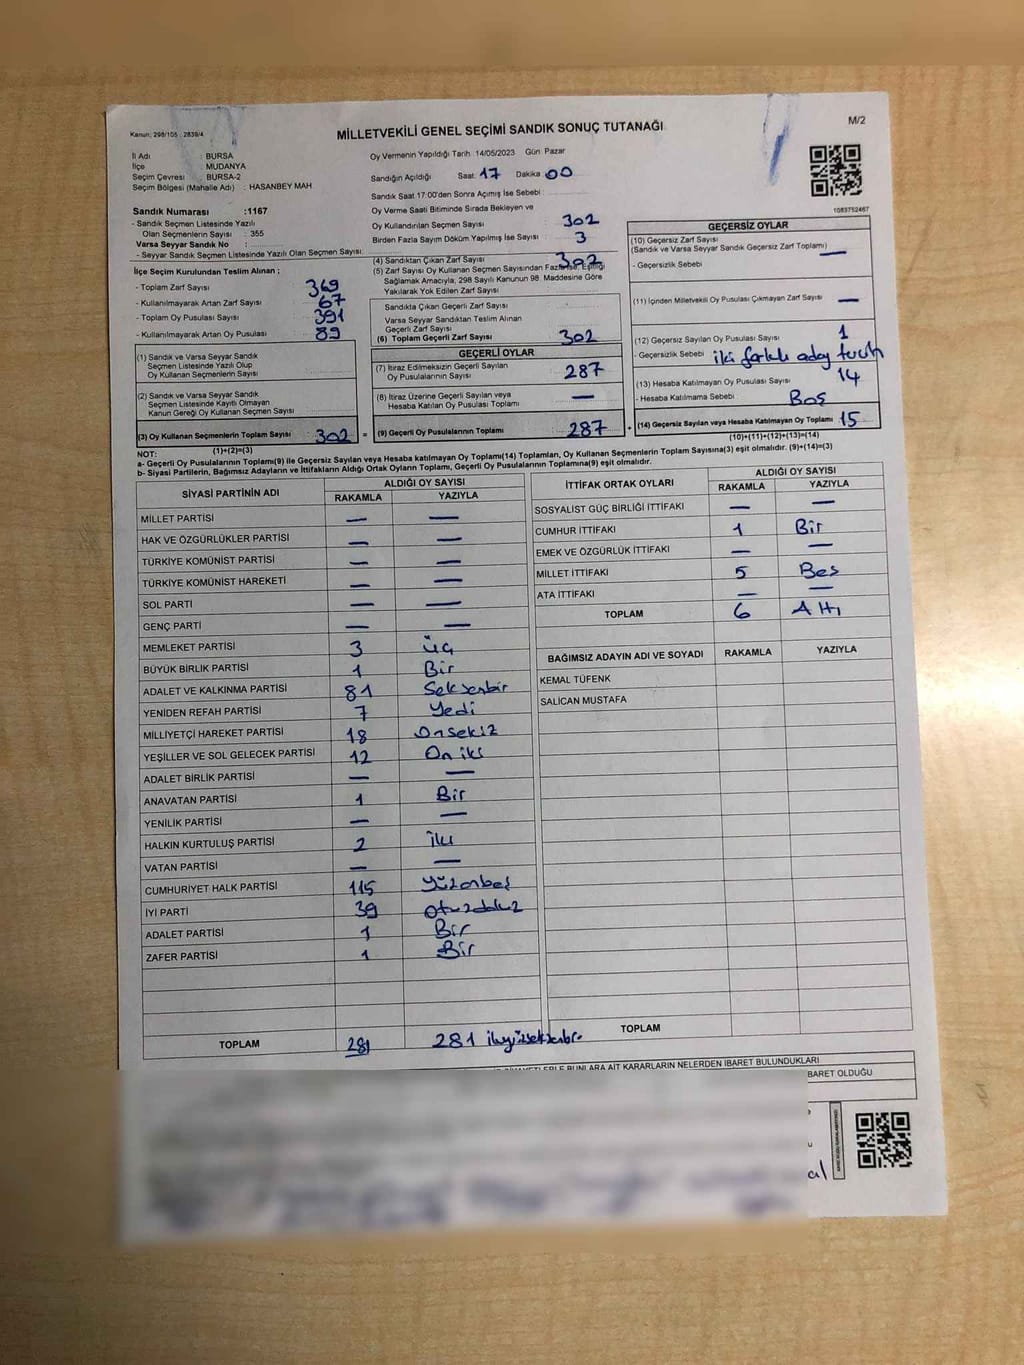 Kanun: 298/105 : 2839/4
MİLLETVEKİLİ GENEL SEÇİMİ SANDIK SONUÇ TUTANAĞI
M/2
İl Adı : BURSA
İlçe : MUDANYA
Seçim Çevresi : BURSA-2
Seçim Bölgesi (Mahalle Adı) : HASANBEY MAH
Oy Vermenin Yapıldığı Tarih :14/05/2023 Gün: Pazar
Sandığın Açıldığı Saat: 17 Dakika: 00
Sandık Saat 17:00'den Sonra Açımış İse Sebebi :
Oy Verme Saati Bitiminde Sırada Bekleyen ve
Oy Kullandırılan Seçmen Sayısı : 302
Birden Fazla Sayım Döküm Yapılmış İse Sayısı : 3
1083752467
Sandık Numarası :1167
- Sandık Seçmen Listesinde Yazılı
Olan Seçmenlerin Sayısı : 355
Varsa Seyyar Sandık No :
- Seyyar Seçmen Listesinde Yazılı Olan Seçmen Sayısı:
İlçe Seçim Kurulundan Teslim Alınan ;
- Toplam Zarf Sayısı : 369
- Kullanılmayarak Artan Zarf Sayısı : 67
- Toplam Oy Pusulası Sayısı : 391
- Kullanılmayarak Artan Oy Pusulası : 89
(1) Sandık ve Varsa Seyyar Sandık
Seçmen Listesinde Yazılı Olup
Oy Kullanan Seçmenlerin Sayısı
(2) Sandık ve Varsa Seyyar Sandık
Seçmen Listesinde Kayıtlı Olmayan
Kanun Gereği Oy Kullanan Seçmen Sayısı
(3) Oy Kullanan Seçmenlerin Toplam Sayısı 302 =
(1)+(2)=(3)
(4) Sandıktan Çıkan Zarf Sayısı 302
(5) Zarf Sayısı Oy Kullanan Seçmen Sayısından Fazla ise, Eşitliği
Sağlamak Amacıyla, 298 Sayılı Kanunun 98. Maddesine Göre
Yakılarak Yok Edilen Zarf Sayısı :
Sandıkta Çıkan Geçerli Zarf Sayısı :
Varsa Seyyar Sandıktan Teslim Alınan
Geçerli Zarf Sayısı :
(6) Toplam Geçerli Zarf Sayısı : 302
GEÇERLİ OYLAR
(7) İtiraz Edilmeksizin Geçerli Sayılan
Oy Pusulalarının Sayısı : 287
(8) İtiraz Üzerine Geçerli Sayılan veya
Hesaba Katılan Oy Pusulası Toplamı : —
(9) Geçerli Oy Pusulalarının Toplamı 287 +
GEÇERSİZ OYLAR
(10) Geçersiz Zarf Sayısı
(Sandık ve Varsa Seyyar Sandık Geçersiz Zarf Toplamı) —
- Geçersizlik Sebebi
(11) İçinden Milletvekili Oy Pusulası Çıkmayan Zarf Sayısı —
(12) Geçersiz Sayılan Oy Pusulası Sayısı 1
- Geçersizlik Sebebi : iki farklı aday tercih
(13) Hesaba Katılmayan Oy Pusulası Sayısı : 14
- Hesaba Katılmama Sebebi : Boş
(14) Geçersiz Sayılan veya Hesaba Katılmayan Oy Toplamı 15
(10)+(11)+(12)+(13)=(14)
NOT:
a- Geçerli Oy Pusulalarının Toplamı(9) ile Geçersiz Sayılan veya Hesaba katılmayan Oy Toplamı(14) Toplamları, Oy Kullanan Seçmenlerin Toplam Sayısına(3) eşit olmalıdır. (9)+(14)=(3)
b- Siyasi Partilerin, Bağımsız Adayların ve İttifakların Aldığı Ortak Oyların Toplamı, Geçerli Oy Pusulalarının Toplamına(9) eşit olmalıdır.
SİYASİ PARTİNİN ADI
ALDIĞI OY SAYISI
RAKAMLA YAZIYLA
MİLLET PARTİSİ — —
HAK VE ÖZGÜRLÜKLER PARTİSİ — —
TÜRKİYE KOMÜNİST PARTİSİ — —
TÜRKİYE KOMÜNİST HAREKETİ — —
SOL PARTİ — —
GENÇ PARTİ — —
MEMLEKET PARTİSİ 3 üç
BÜYÜK BİRLİK PARTİSİ 1 Bir
ADALET VE KALKINMA PARTİSİ 81 Seksenbir
YENİDEN REFAH PARTİSİ 7 Yedi
MİLLİYETÇİ HAREKET PARTİSİ 18 Onsekiz
YEŞİLLER VE SOL GELECEK PARTİSİ 12 On iki
ADALET BİRLİK PARTİSİ — —
ANAVATAN PARTİSİ 1 Bir
YENİLİK PARTİSİ — —
HALKIN KURTULUŞ PARTİSİ 2 İki
VATAN PARTİSİ — —
CUMHURİYET HALK PARTİSİ 115 Yüzonbeş
İYİ PARTİ 39 Otuzdokuz
ADALET PARTİSİ 1 Bir
ZAFER PARTİSİ 1 Bir
TOPLAM 281 281 ikiyüzseksenbir
İTTİFAK ORTAK OYLARI
ALDIĞI OY SAYISI
RAKAMLA YAZIYLA
SOSYALİST GÜÇ BİRLİĞİ İTTİFAKI — —
CUMHUR İTTİFAKI 1 Bir
EMEK VE ÖZGÜRLÜK İTTİFAKI — —
MİLLET İTTİFAKI 5 Beş
ATA İTTİFAKI — —
TOPLAM 6 Altı
BAĞIMSIZ ADAYIN ADI VE SOYADI RAKAMLA YAZIYLA
KEMAL TÜFENK
SALİCAN MUSTAFA
TOPLAM
BUNLARA AİT KARARLARIN NELERDEN İBARET BULUNDUKLARI
İBARET OLDUĞU